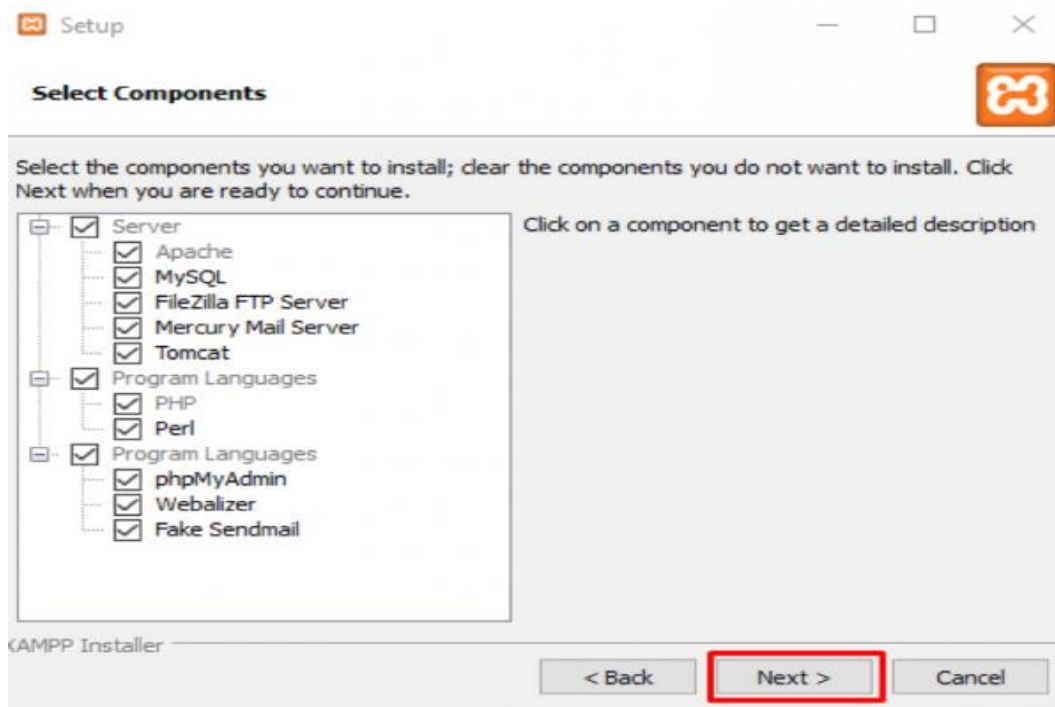 Setup
Select Components
Select the components you want to install; clear the components you do not want to install. Click
Next when you are ready to continue.
Server
Apache
MySQL
FileZilla FTP Server
Mercury Mail Server
Tomcat
Program Languages
PHP
Perl
Program Languages
phpMyAdmin
Webalizer
Fake Sendmail
Click on a component to get a detailed description
XAMPP Installer
< Back
Next >
Cancel